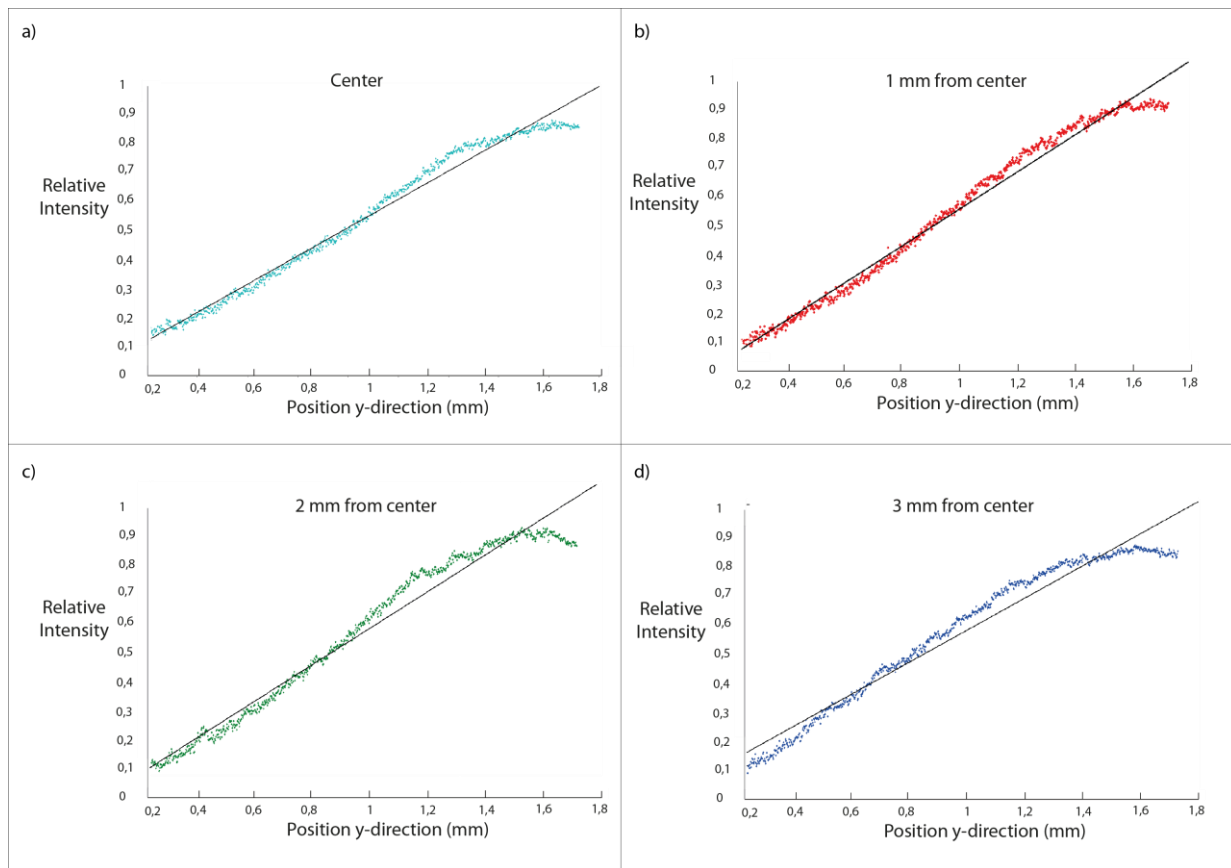 a)
Center
1
0,9
0,8
0,7
0,6
0,5
0,4
0,3
0,2
0,1
0
Relative
Intensity
0,2 0,4 0,6 0,8 1 1,2 1,4 1,6 1,8
Position y-direction (mm)
b)
1 mm from center
1
0,9
0,8
0,7
0,6
0,5
0,4
0,3
0,2
0,1
0
Relative
Intensity
0,2 0,4 0,6 0,8 1 1,2 1,4 1,6 1,8
Position y-direction (mm)
c)
2 mm from center
1
0,9
0,8
0,7
0,6
0,5
0,4
0,3
0,2
0,1
0
Relative
Intensity
0,2 0,4 0,6 0,8 1 1,2 1,4 1,6 1,8
Position y-direction (mm)
d)
3 mm from center
1
0,9
0,8
0,7
0,6
0,5
0,4
0,3
0,2
0,1
0
Relative
Intensity
0,2 0,4 0,6 0,8 1 1,2 1,4 1,6 1,8
Position y-direction (mm)